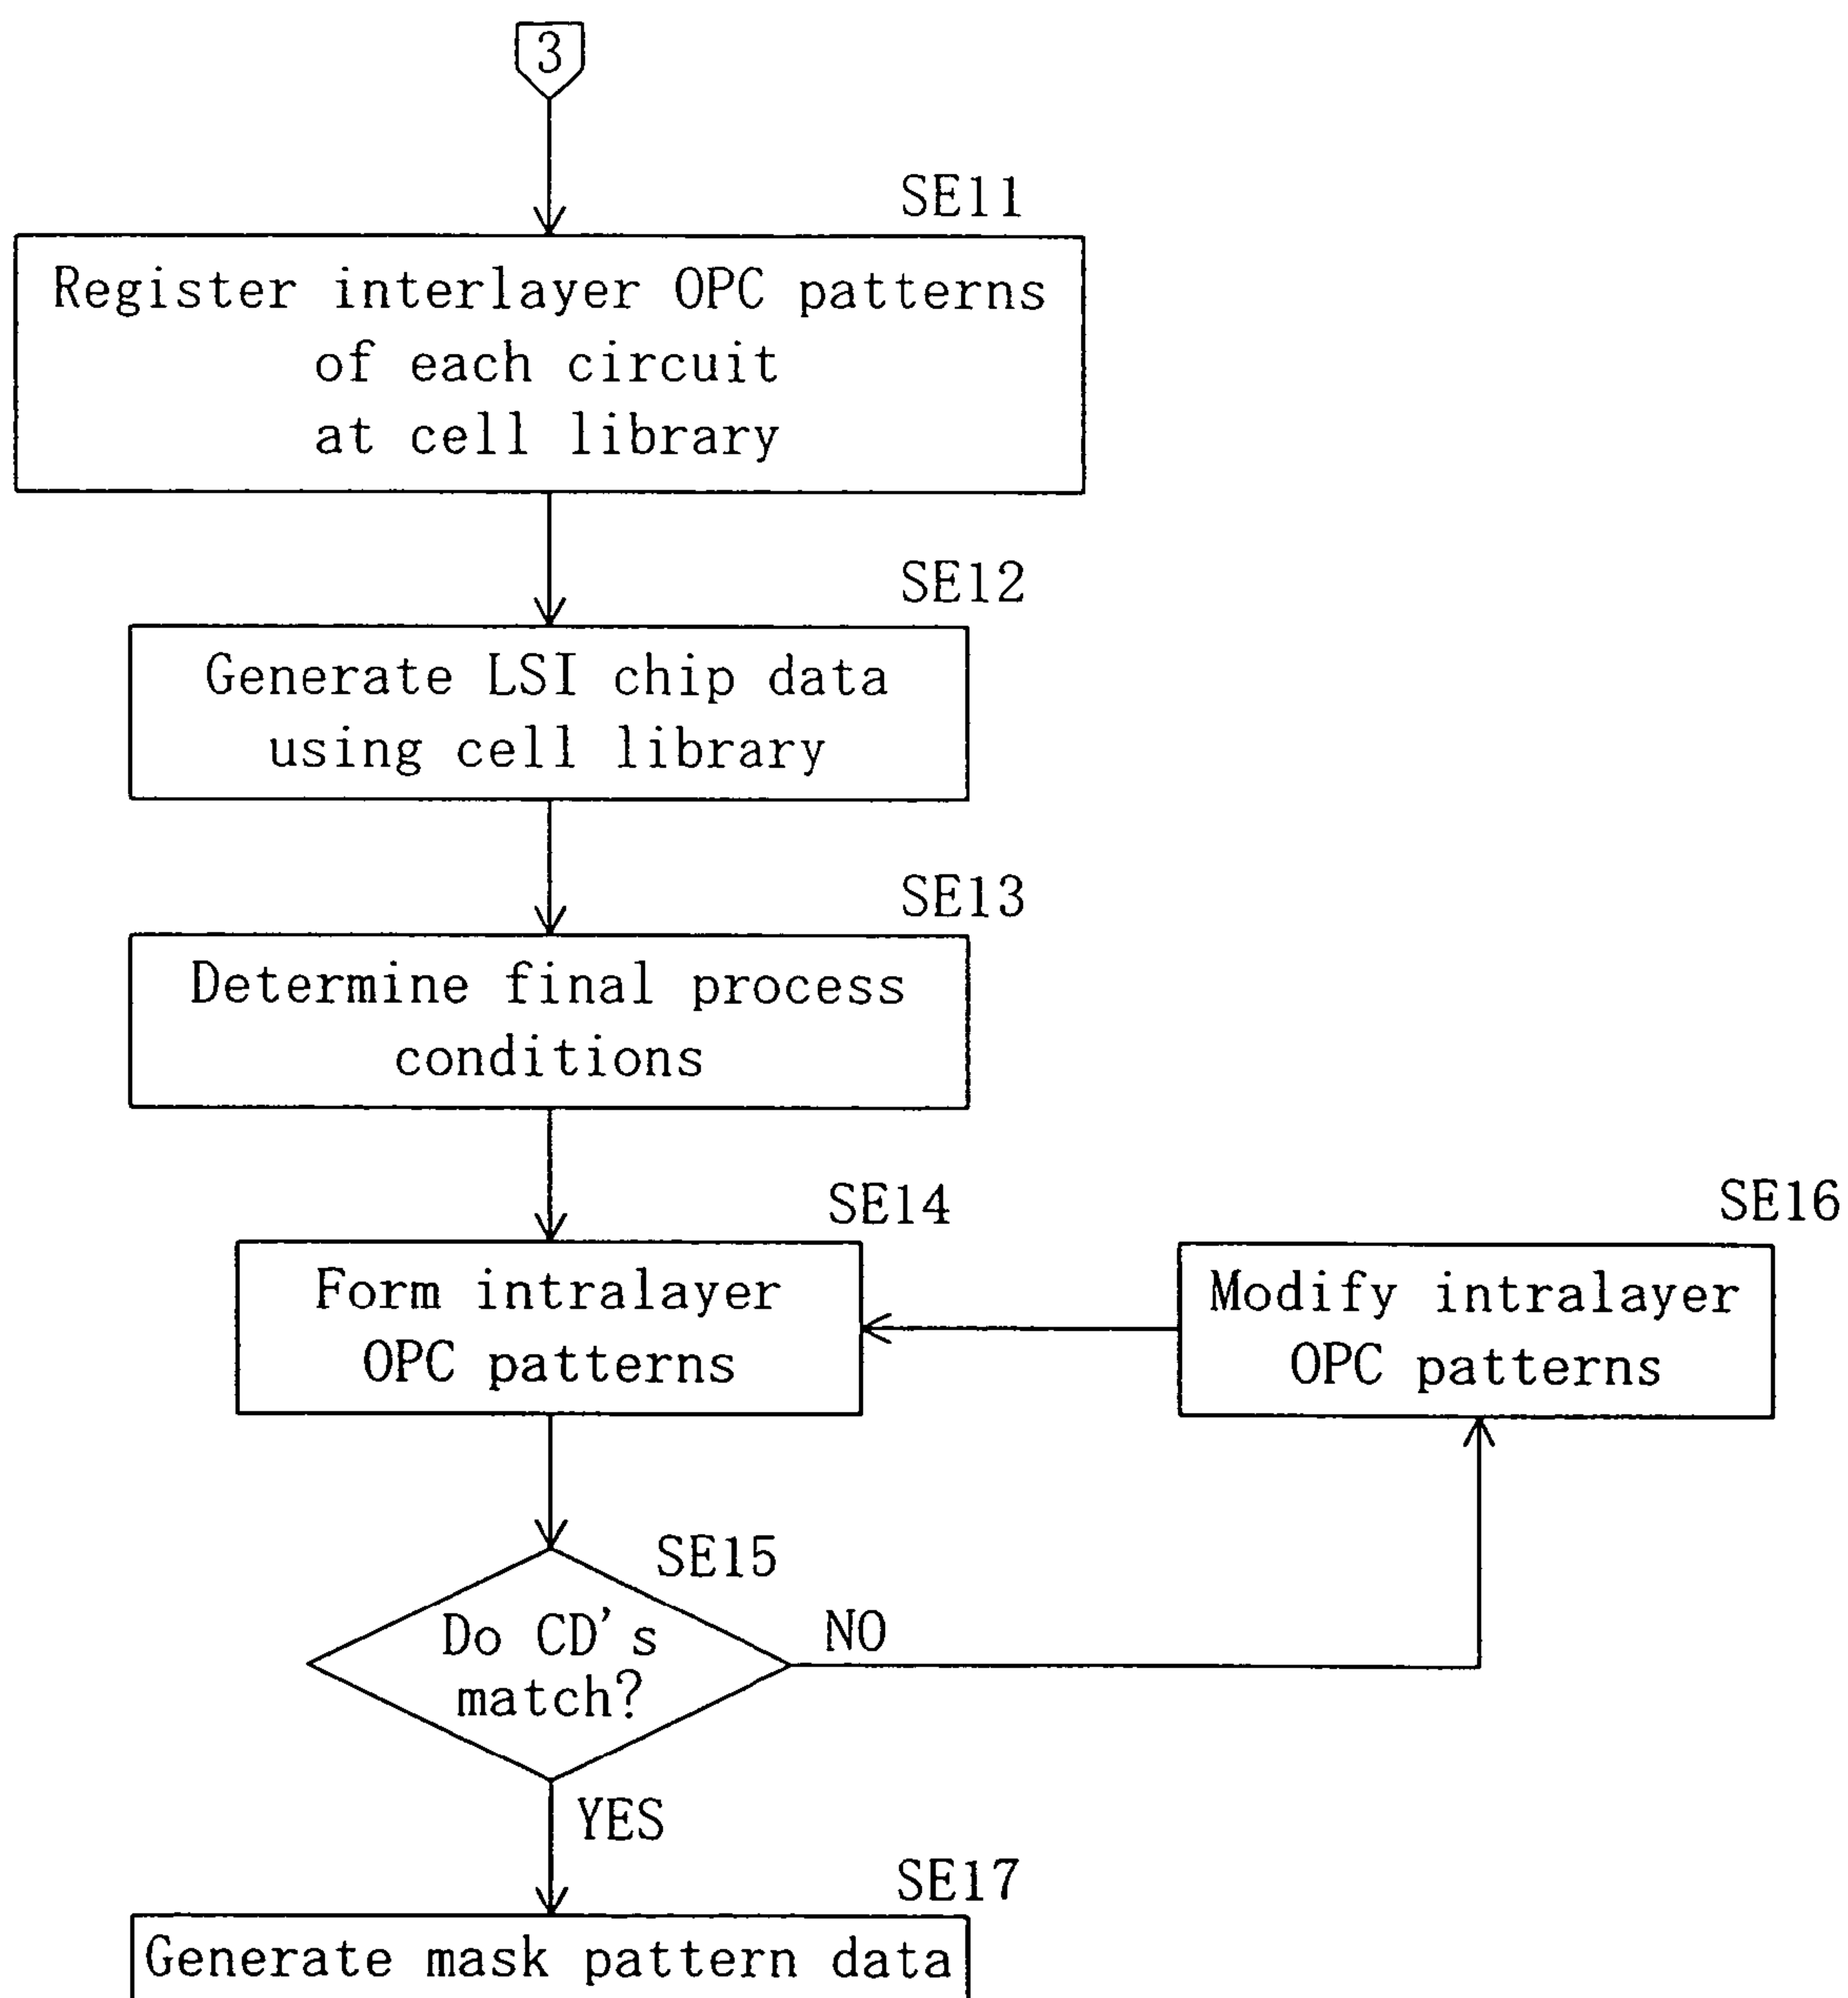 3
SE11
Register interlayer OPC patterns
of each circuit
at cell library
SE12
Generate LSI chip data
using cell library
SE13
Determine final process
conditions
SE14
Form intralayer
OPC patterns
SE16
Modify intralayer
OPC patterns
SE15
Do CD's
match?
NO
YES
SE17
Generate mask pattern data